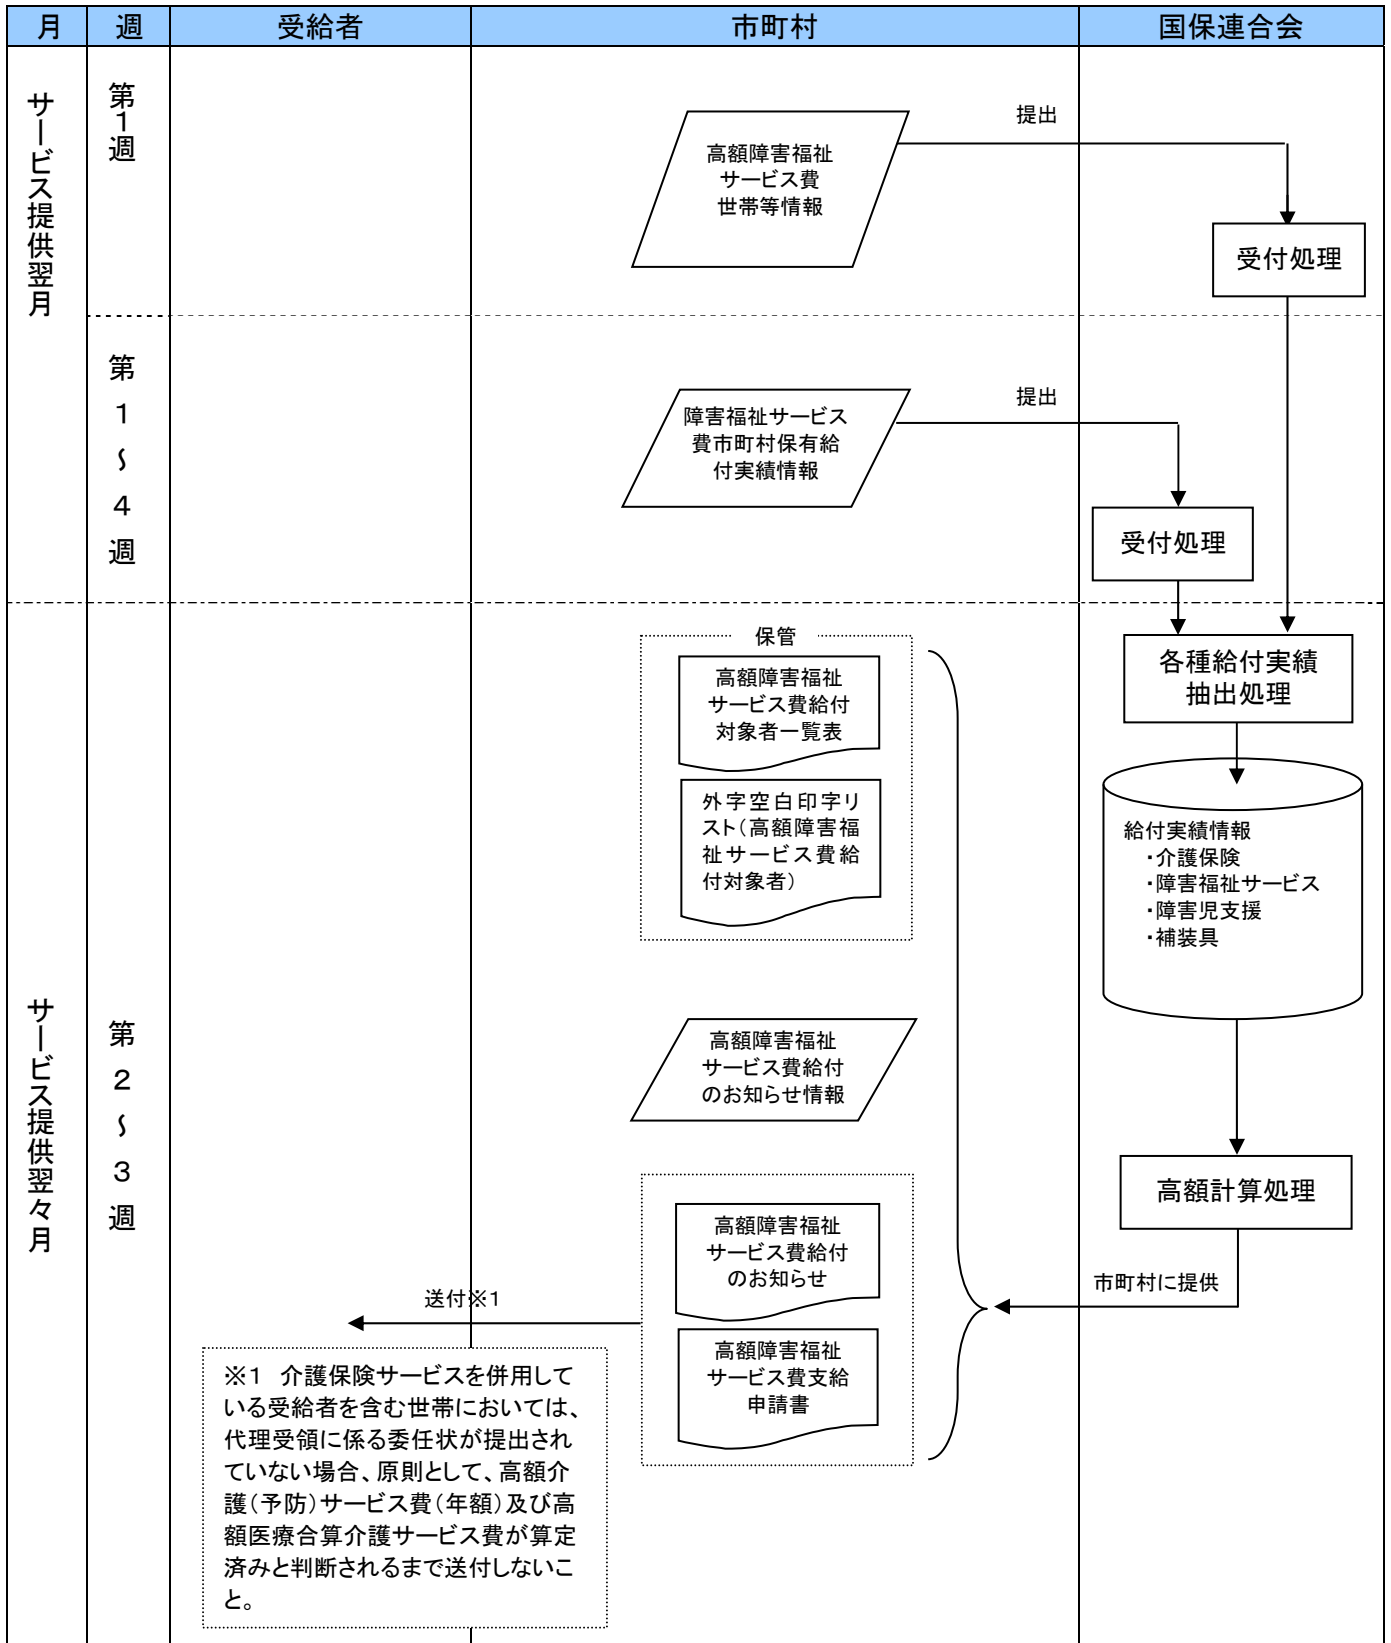 月 週 受給者 市町村 国保連合会
サービス提供翌月
第1週
高額障害福祉
サービス費
世帯等情報
提出
受付処理
第
1
～
4
週
障害福祉サービス
費市町村保有給
付実績情報
提出
受付処理
サービス提供翌々月
第
2
～
3
週
保管
高額障害福祉
サービス費給付
対象者一覧表
外字空白印字リ
スト（高額障害福
祉サービス費給
付対象者）
各種給付実績
抽出処理
給付実績情報
・介護保険
・障害福祉サービス
・障害児支援
・補装具
高額障害福祉
サービス費給付
のお知らせ情報
高額計算処理
市町村に提供
高額障害福祉
サービス費給付
のお知らせ
高額障害福祉
サービス費支給
申請書
送付※1
※1　介護保険サービスを併用して
いる受給者を含む世帯においては、
代理受領に係る委任状が提出され
ていない場合、原則として、高額介
護（予防）サービス費（年額）及び高
額医療合算介護サービス費が算定
済みと判断されるまで送付しないこ
と。